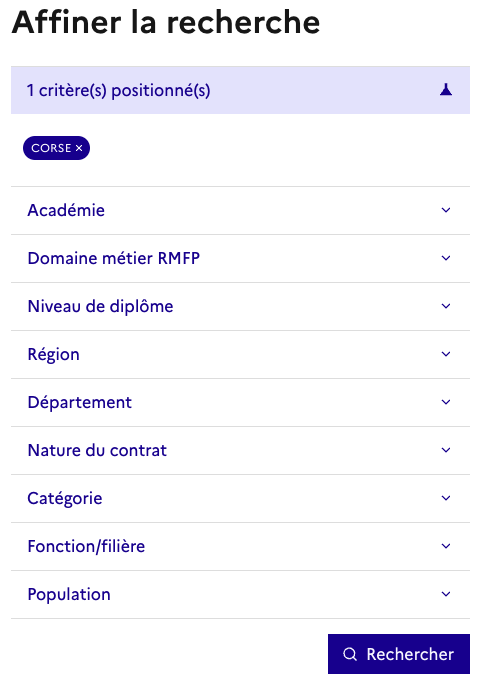 Affiner la recherche
1 critère(s) positionné(s)
CORSE ×
Académie
Domaine métier RMFP
Niveau de diplôme
Région
Département
Nature du contrat
Catégorie
Fonction/filière
Population
Rechercher